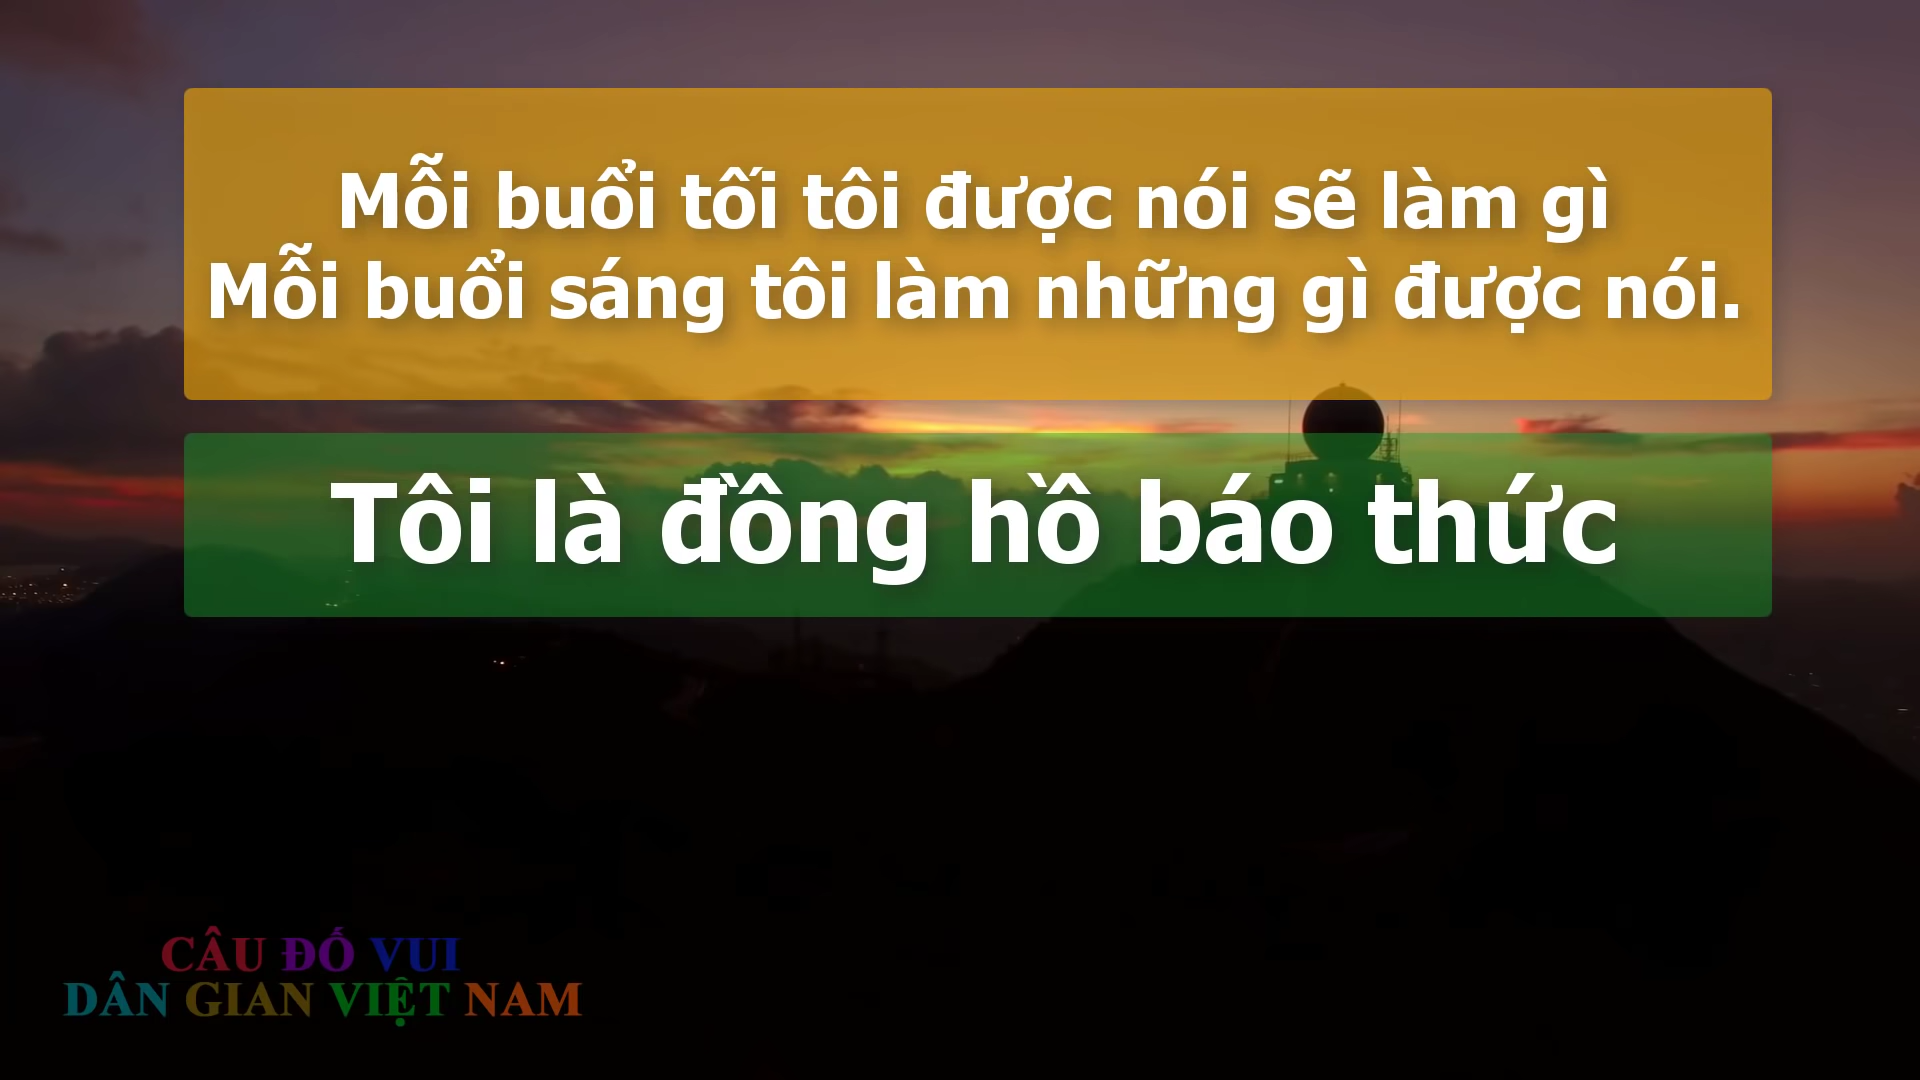 Mỗi buổi tối tôi được nói sẽ làm gì
Mỗi buổi sáng tôi làm những gì được nói.
Tôi là đồng hồ báo thức
CÂU ĐỐ VUI
DÂN GIAN VIỆT NAM